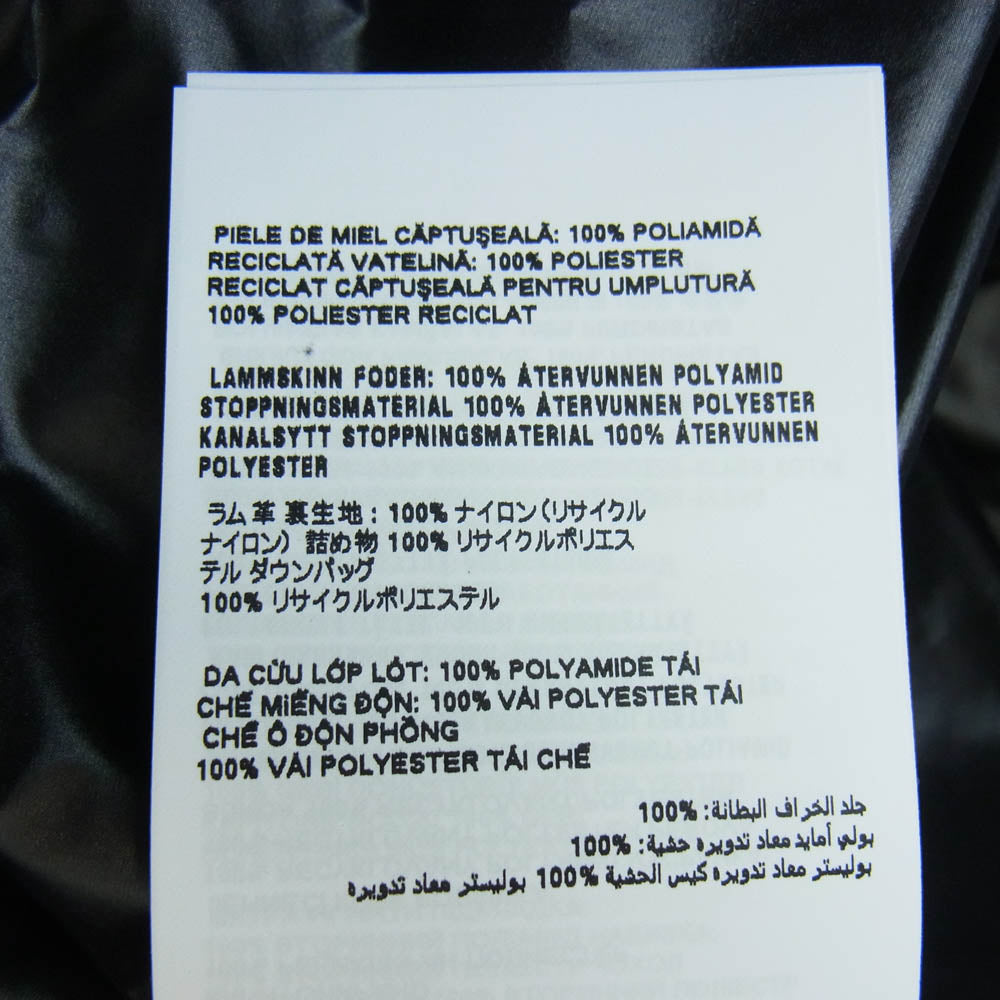 PIELE DE MIEL CĂPTUŞEALĂ: 100% POLIAMIDĂ
RECICLATĂ VATELINĂ: 100% POLIESTER
RECICLAT CĂPTUŞEALĂ PENTRU UMPLUTURĂ
100% POLIESTER RECICLAT
LAMMSKINN FODER: 100% ÅTERVUNNEN POLYAMID
STOPPNINGSMATERIAL 100% ÅTERVUNNEN POLYESTER
KANALSYTT STOPPNINGSMATERIAL 100% ÅTERVUNNEN
POLYESTER
ラム革 裏生地 : 100% ナイロン(リサイクル
ナイロン) 詰め物 100% リサイクルポリエス
テル ダウンパッグ
100% リサイクルポリエステル
DA CỪU LỚP LÓT: 100% POLYAMIDE TÁI
CHẾ MIẾNG ĐỘN: 100% VẢI POLYESTER TÁI
CHẾ Ô ĐỘN PHỒNG
100% VẢI POLYESTER TÁI CHẾ
جلد الخراف البطانة: %100
بولي أمايد معاد تدويره حشية: %100
بوليستر معاد تدويره كيس الحشية %100 بوليستر معاد تدويره